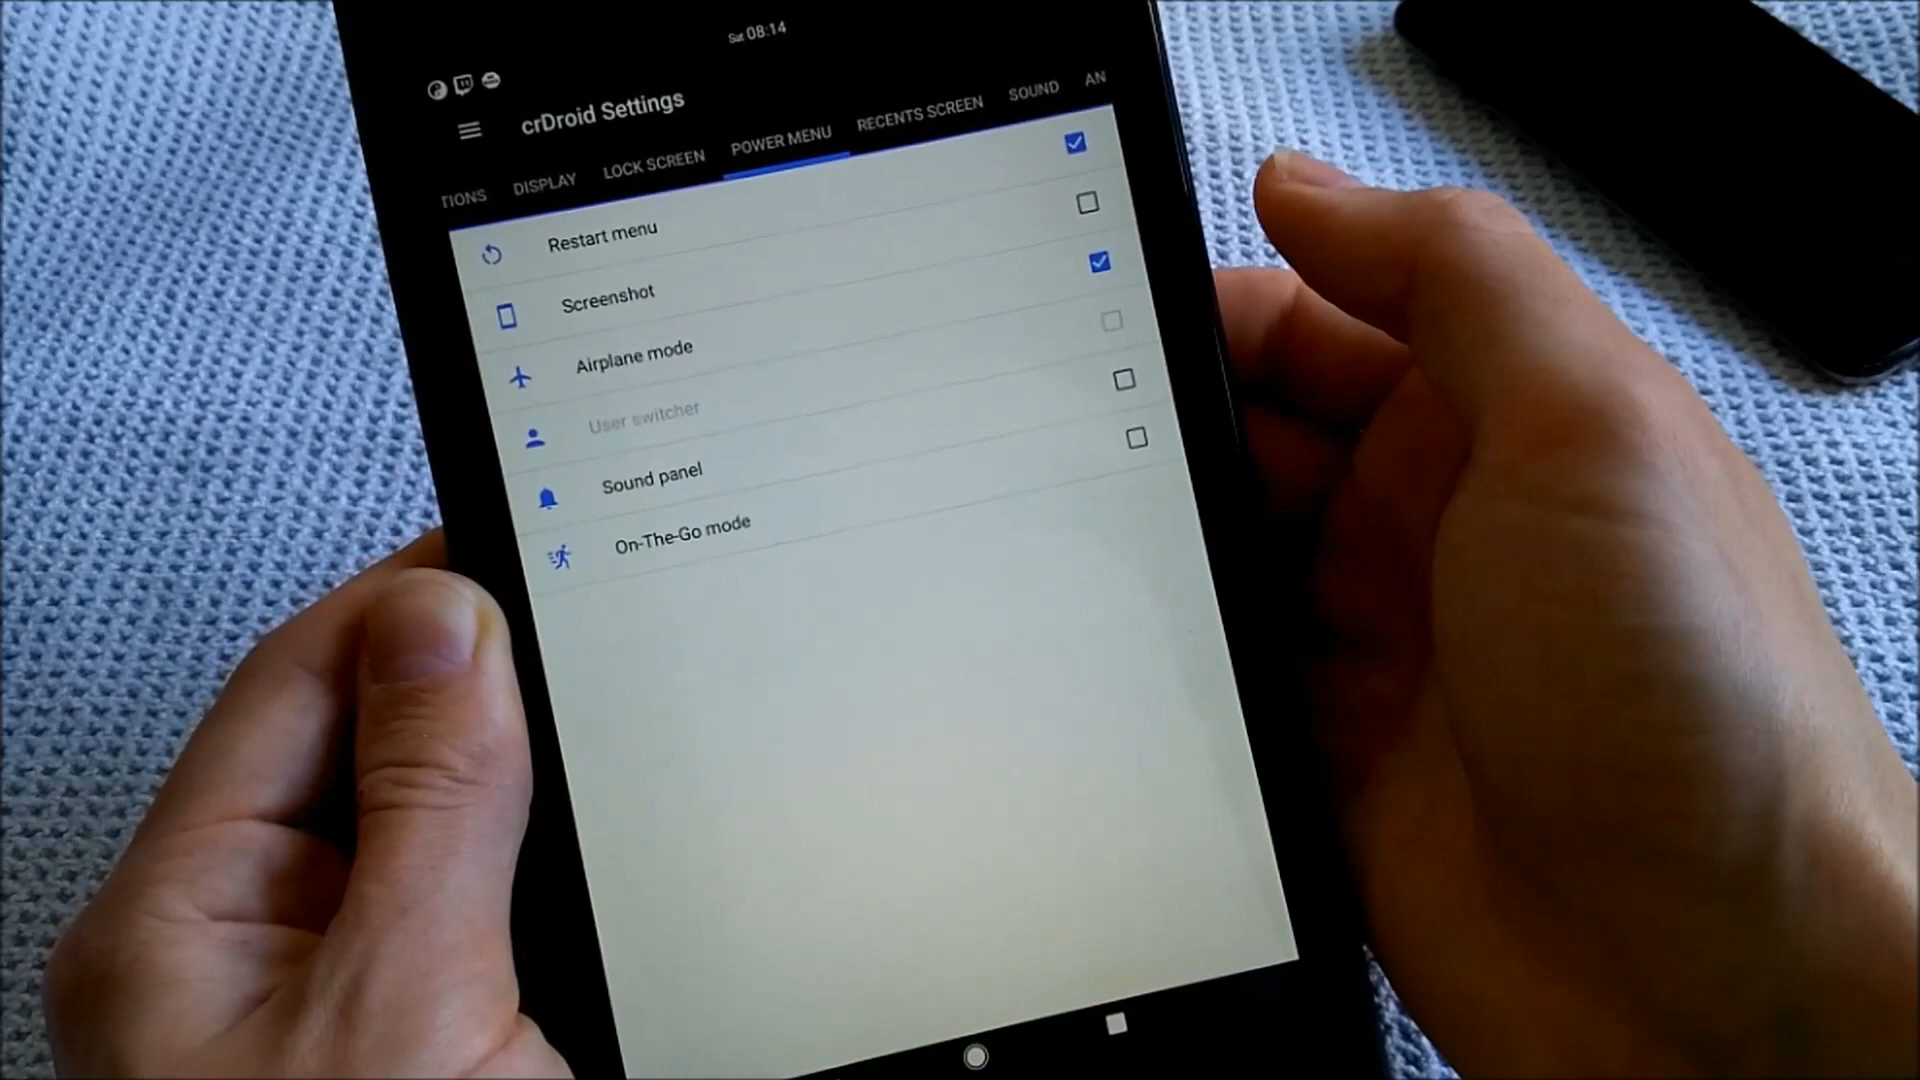 Sat 08:14
crDroid Settings
TIONS DISPLAY LOCK SCREEN POWER MENU RECENTS SCREEN SOUND AN
Restart menu
Screenshot
Airplane mode
User switcher
Sound panel
On-The-Go mode